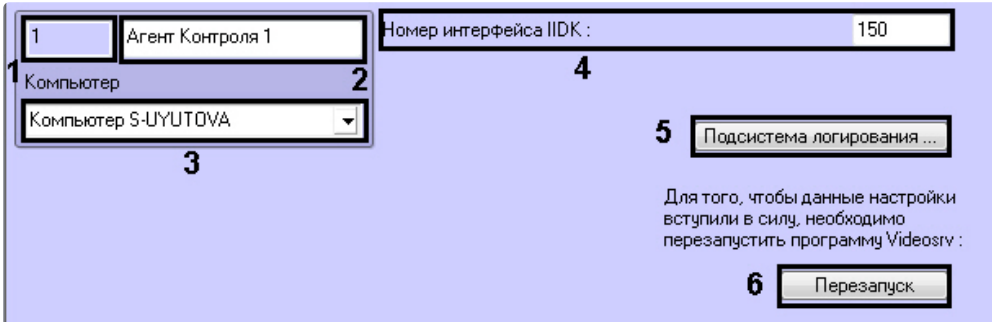 1 Агент Контроля 1 Номер интерфейса IIDK : 150
1 2 4
Компьютер
Компьютер S-UYUTOVA
3
5 Подсистема логирования ...
Для того, чтобы данные настройки
вступили в силу, необходимо
перезапустить программу Videosrv :
6 Перезапуск